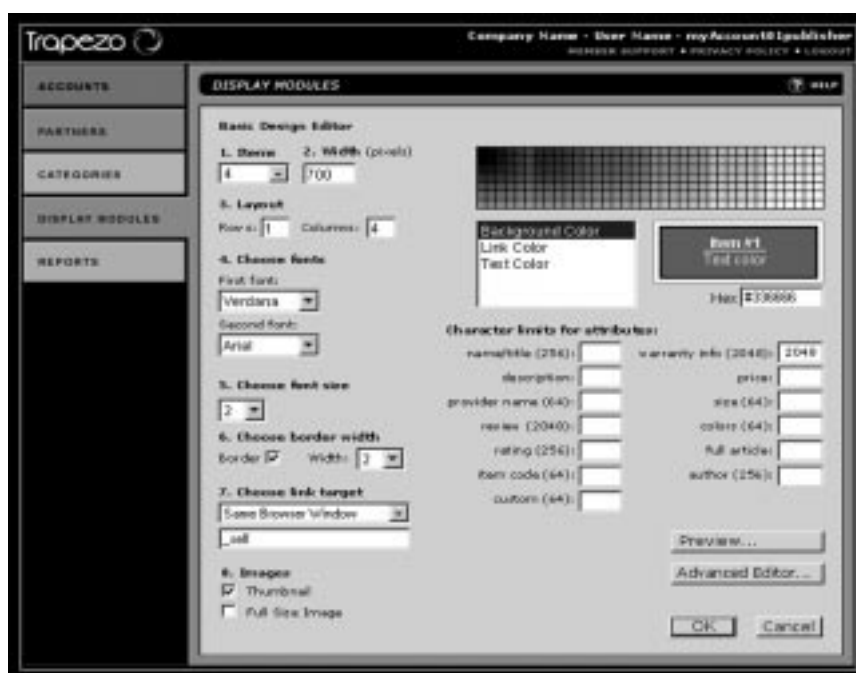 Trapezo
Company Name - User Name - myAccount01publisher
MEMBER SUPPORT • PRIVACY POLICY • LOGOUT
ACCOUNTS
PARTNERS
CATEGORIES
DISPLAY MODULES
REPORTS
DISPLAY MODULES
? HELP
Basic Design Editor
1. Items 2. Width (pixels)
4 700
3. Layout
Rows: 1 Columns: 4
4. Choose fonts
First font:
Verdana
Second font:
Arial
5. Choose font size
2
6. Choose border width
Border Width: 2
7. Choose link target
Same Browser Window
_self
8. Images
Thumbnail
Full Size Image
Background Color
Link Color
Text Color
Item #1
Text color
Hex:
Character limits for attributes:
name/title (256): warranty info (2048): 2048
description: price:
provider name (64): size (64):
review (2048): colors (64):
rating (256): full article:
item code (64): author (256):
custom (64):
Preview...
Advanced Editor...
OK Cancel